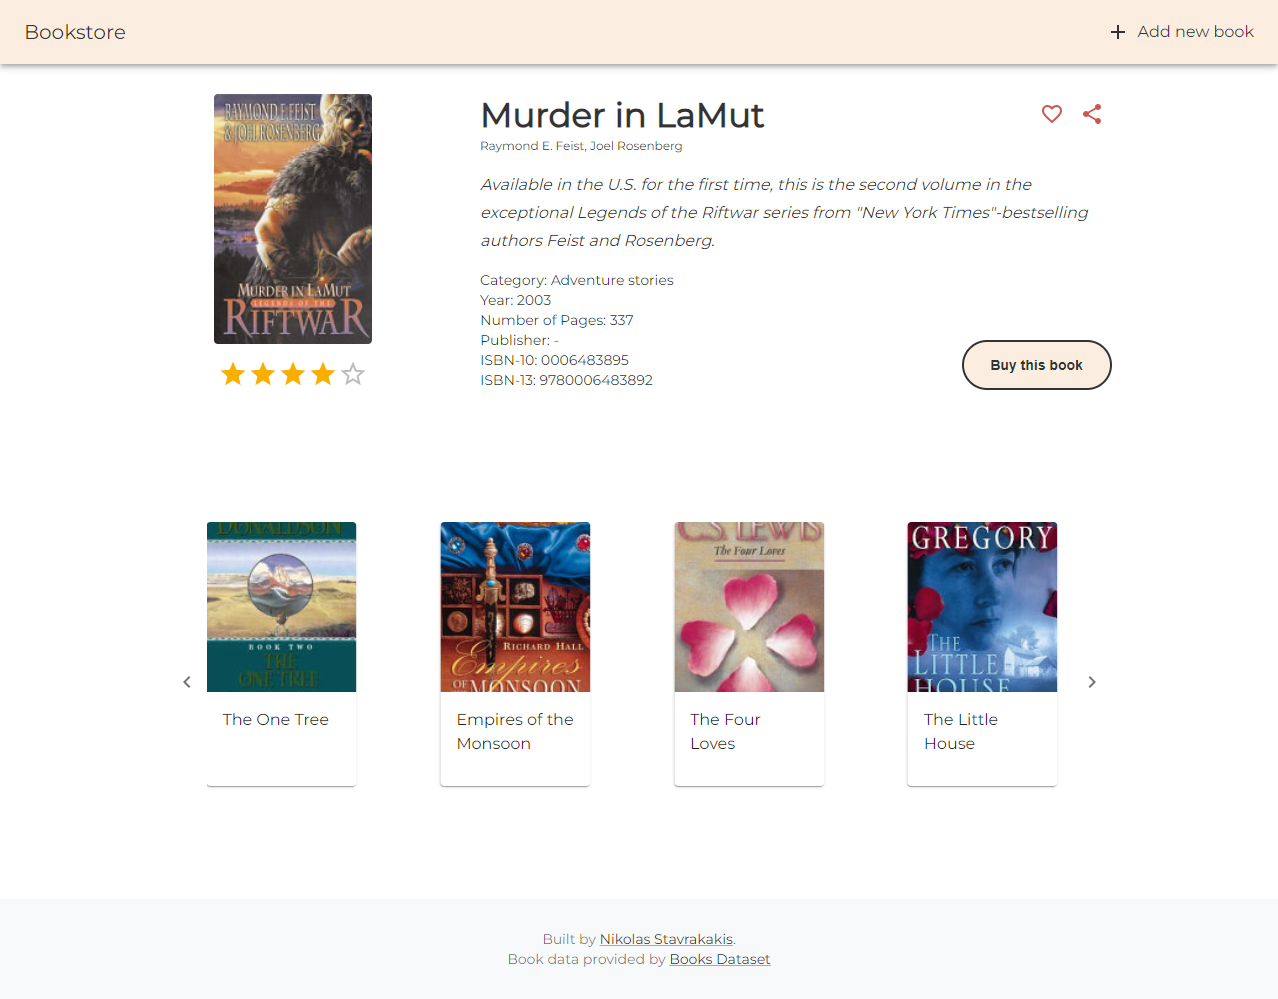 Bookstore
Add new book
RAYMOND E. FEIST
& JOEL ROSENBERG
MURDER IN LAMUT
LEGENDS OF THE
RIFTWAR
Murder in LaMut
Raymond E. Feist, Joel Rosenberg
Available in the U.S. for the first time, this is the second volume in the
exceptional Legends of the Riftwar series from "New York Times"-bestselling
authors Feist and Rosenberg.
Category: Adventure stories
Year: 2003
Number of Pages: 337
Publisher: -
ISBN-10: 0006483895
ISBN-13: 9780006483892
Buy this book
DONALDSON
BOOK TWO
THE
ONE TREE
The One Tree
RICHARD HALL
Empires
OF MONSOON
Empires of the
Monsoon
C.S. LEWIS
The Four Loves
The Four
Loves
GREGORY
THE
LITTLE
HOUSE
The Little
House
Built by Nikolas Stavrakakis.
Book data provided by Books Dataset